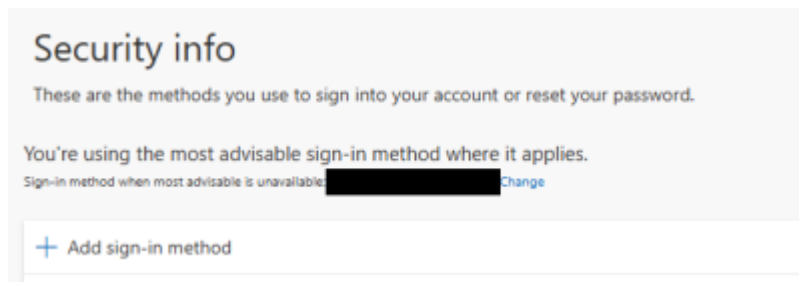 Security info
These are the methods you use to sign into your account or reset your password.
You're using the most advisable sign-in method where it applies.
Sign-in method when most advisable is unavailable: Change
+ Add sign-in method